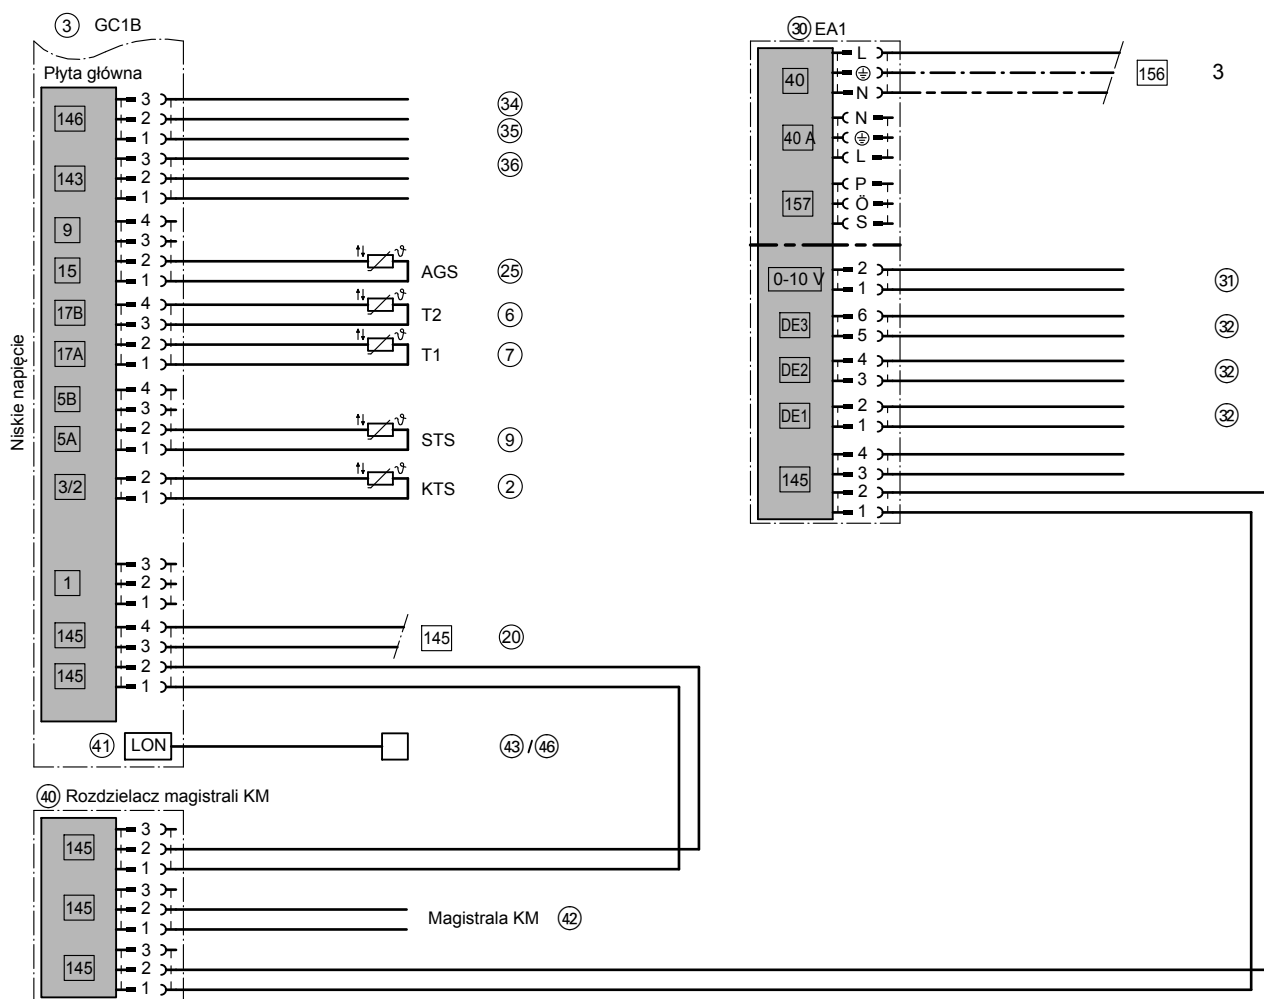 3 GC1B
Płyta główna
Niskie napięcie
146
3
2
1
34
35
143
3
2
1
36
9
4
3
15
2
1
AGS 25
17B
4
3
T2 6
17A
2
1
T1 7
5B
4
3
5A
2
1
STS 9
3/2
2
1
KTS 2
1
3
2
1
145
4
3
145 20
145
2
1
41 LON 43 / 46
40 Rozdzielacz magistrali KM
145
3
2
1
145
3
2
1
Magistrala KM 42
145
3
2
1
30 EA1
40
L
N
156 3
40 A
N
L
157
P
Ö
S
0-10 V
2
1
31
DE3
6
5
32
DE2
4
3
32
DE1
2
1
32
145
4
3
2
1